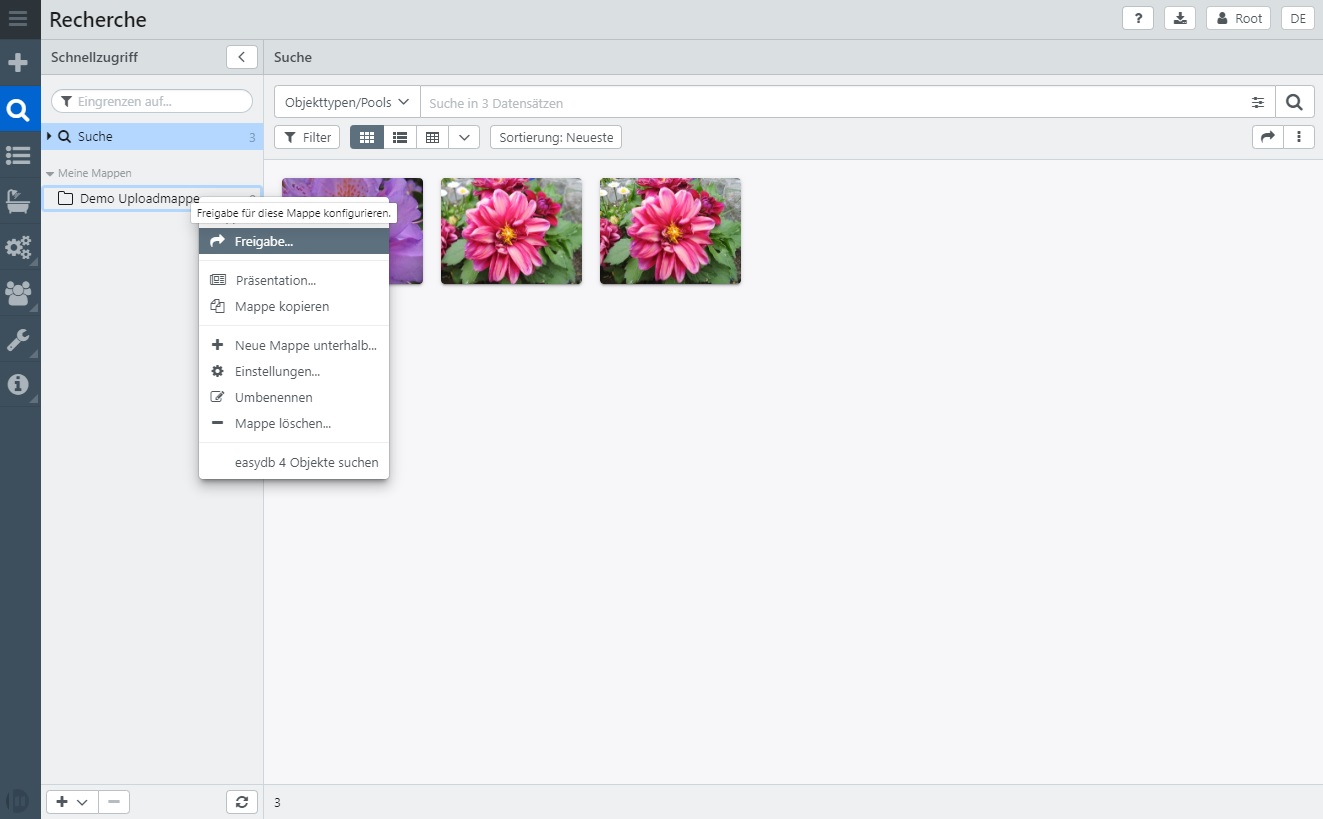 Recherche
?
Root
DE
Schnellzugriff
Suche
Eingrenzen auf...
Objekttypen/Pools
Suche in 3 Datensätzen
Suche
3
Filter
Sortierung: Neueste
Meine Mappen
Demo Uploadmappe
Freigabe für diese Mappe konfigurieren.
Freigabe...
Präsentation...
Mappe kopieren
Neue Mappe unterhalb...
Einstellungen...
Umbenennen
Mappe löschen...
easydb 4 Objekte suchen
3